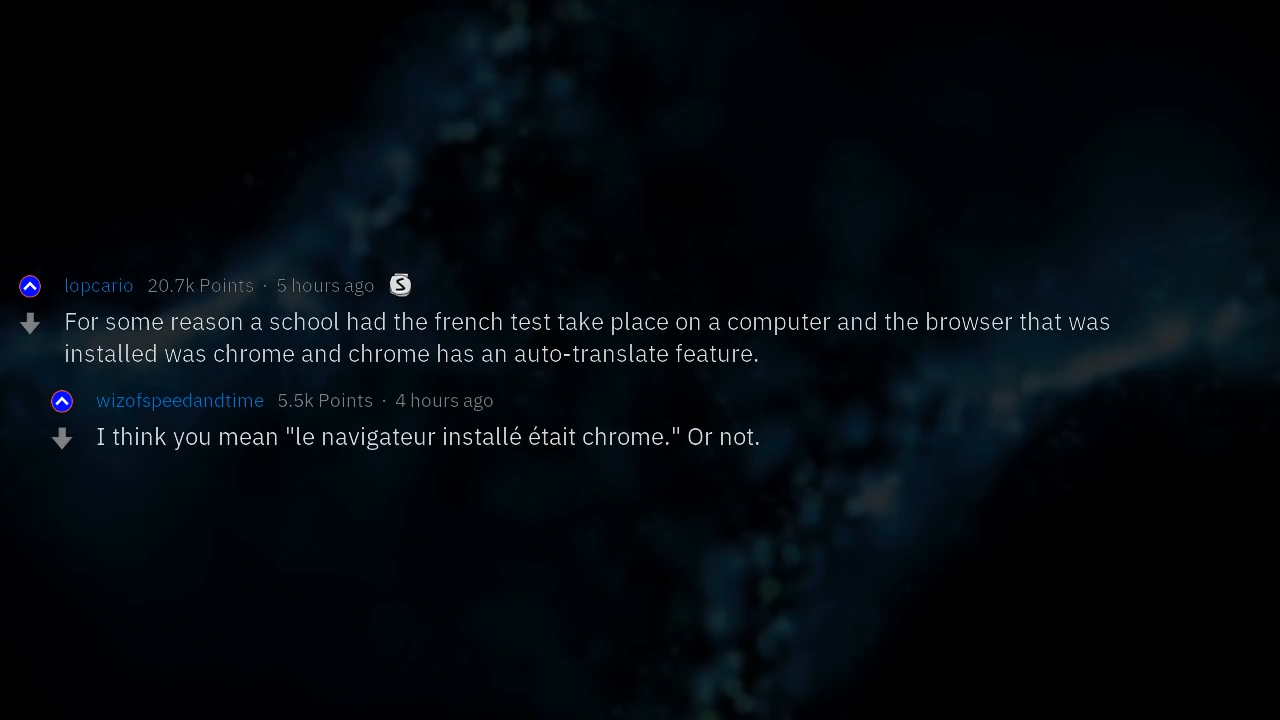 lopcario 20.7k Points · 5 hours ago
For some reason a school had the french test take place on a computer and the browser that was
installed was chrome and chrome has an auto-translate feature.
wizofspeedandtime 5.5k Points · 4 hours ago
I think you mean "le navigateur installé était chrome." Or not.